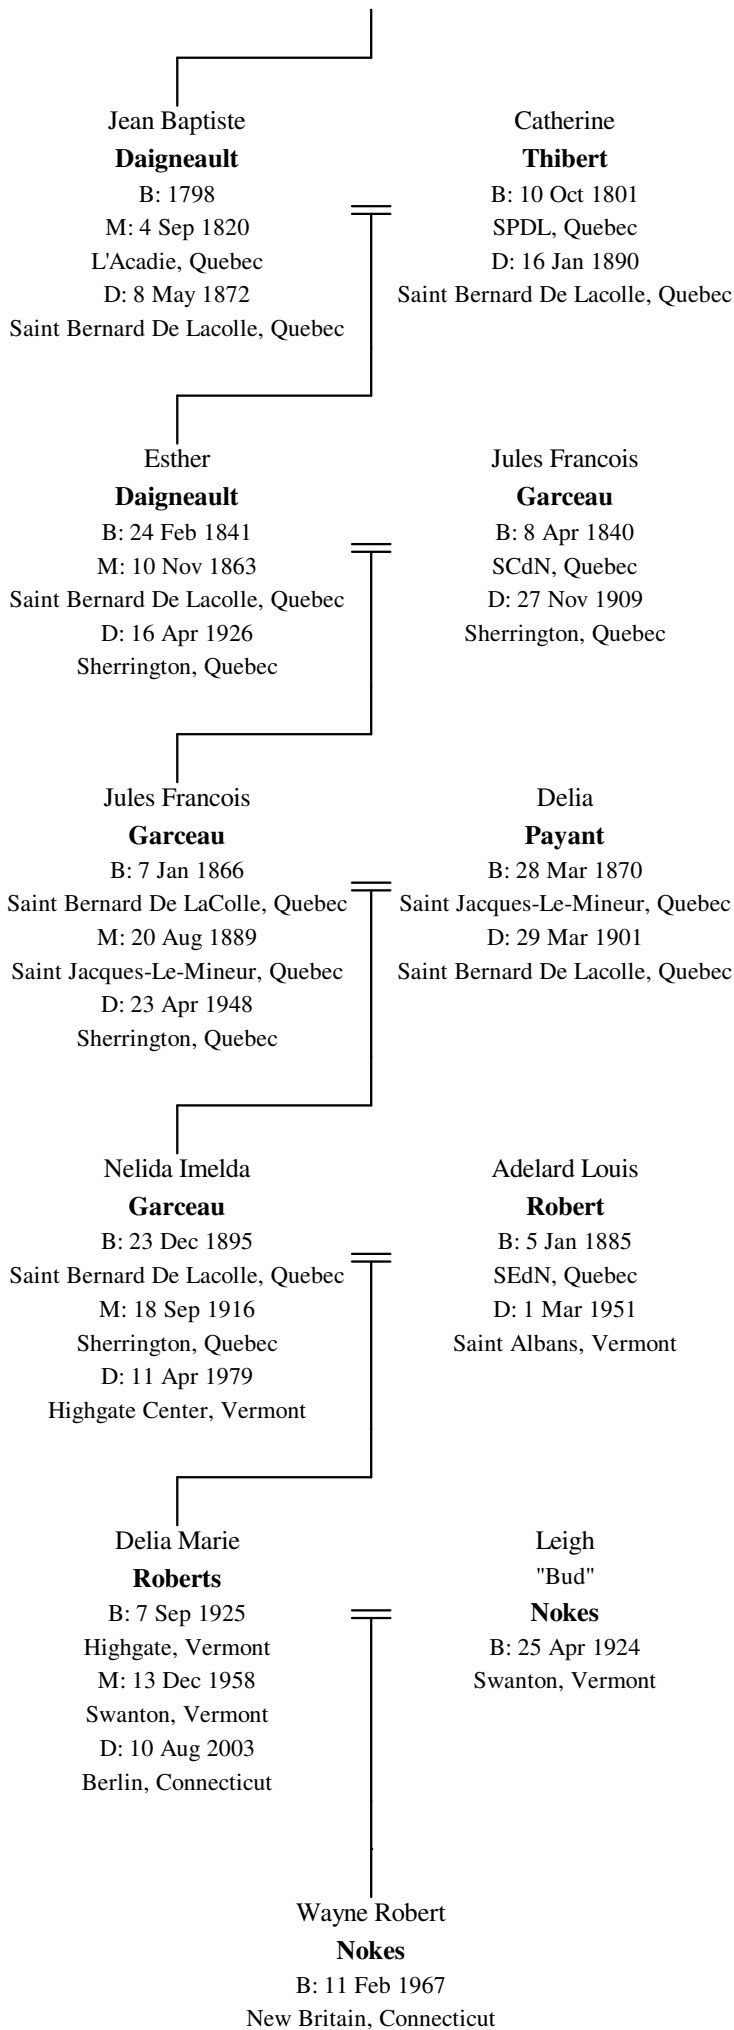 Jean Baptiste
Daigneault
B: 1798
M: 4 Sep 1820
L'Acadie, Quebec
D: 8 May 1872
Saint Bernard De Lacolle, Quebec
Catherine
Thibert
B: 10 Oct 1801
SPDL, Quebec
D: 16 Jan 1890
Saint Bernard De Lacolle, Quebec
Esther
Daigneault
B: 24 Feb 1841
M: 10 Nov 1863
Saint Bernard De Lacolle, Quebec
D: 16 Apr 1926
Sherrington, Quebec
Jules Francois
Garceau
B: 8 Apr 1840
SCdN, Quebec
D: 27 Nov 1909
Sherrington, Quebec
Jules Francois
Garceau
B: 7 Jan 1866
Saint Bernard De LaColle, Quebec
M: 20 Aug 1889
Saint Jacques-Le-Mineur, Quebec
D: 23 Apr 1948
Sherrington, Quebec
Delia
Payant
B: 28 Mar 1870
Saint Jacques-Le-Mineur, Quebec
D: 29 Mar 1901
Saint Bernard De Lacolle, Quebec
Nelida Imelda
Garceau
B: 23 Dec 1895
Saint Bernard De Lacolle, Quebec
M: 18 Sep 1916
Sherrington, Quebec
D: 11 Apr 1979
Highgate Center, Vermont
Adelard Louis
Robert
B: 5 Jan 1885
SEdN, Quebec
D: 1 Mar 1951
Saint Albans, Vermont
Delia Marie
Roberts
B: 7 Sep 1925
Highgate, Vermont
M: 13 Dec 1958
Swanton, Vermont
D: 10 Aug 2003
Berlin, Connecticut
Leigh
"Bud"
Nokes
B: 25 Apr 1924
Swanton, Vermont
Wayne Robert
Nokes
B: 11 Feb 1967
New Britain, Connecticut